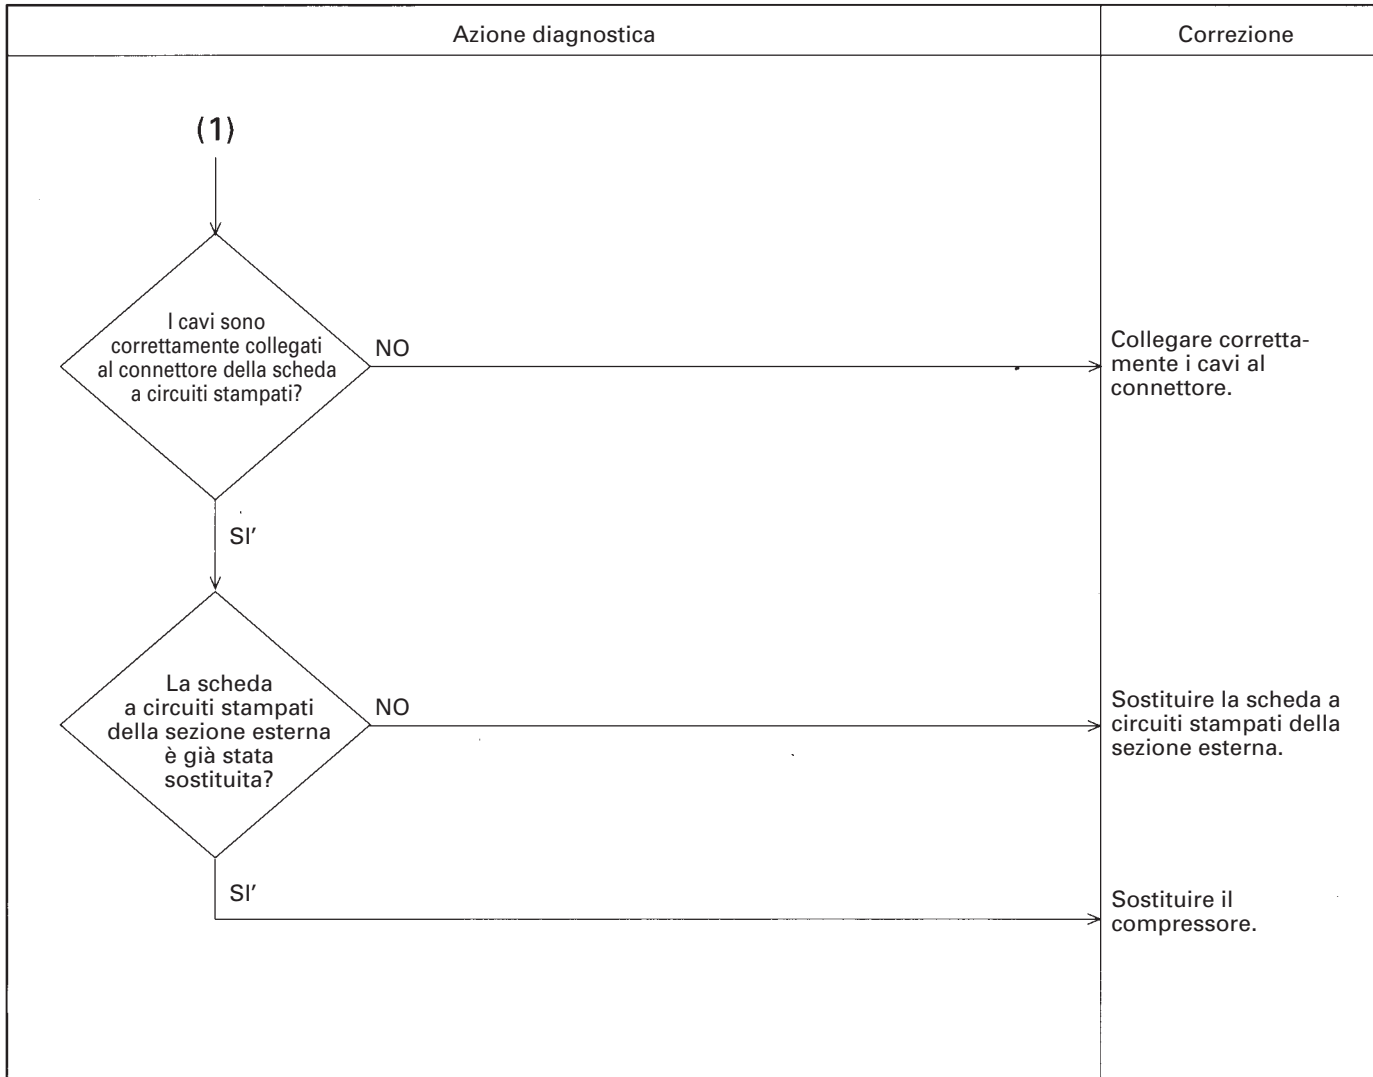 Azione diagnostica
Correzione
(1)
I cavi sono
correttamente collegati
al connettore della scheda
a circuiti stampati?
NO
Collegare corretta-
mente i cavi al
connettore.
SI'
La scheda
a circuiti stampati
della sezione esterna
è già stata
sostituita?
NO
Sostituire la scheda a
circuiti stampati della
sezione esterna.
SI'
Sostituire il
compressore.